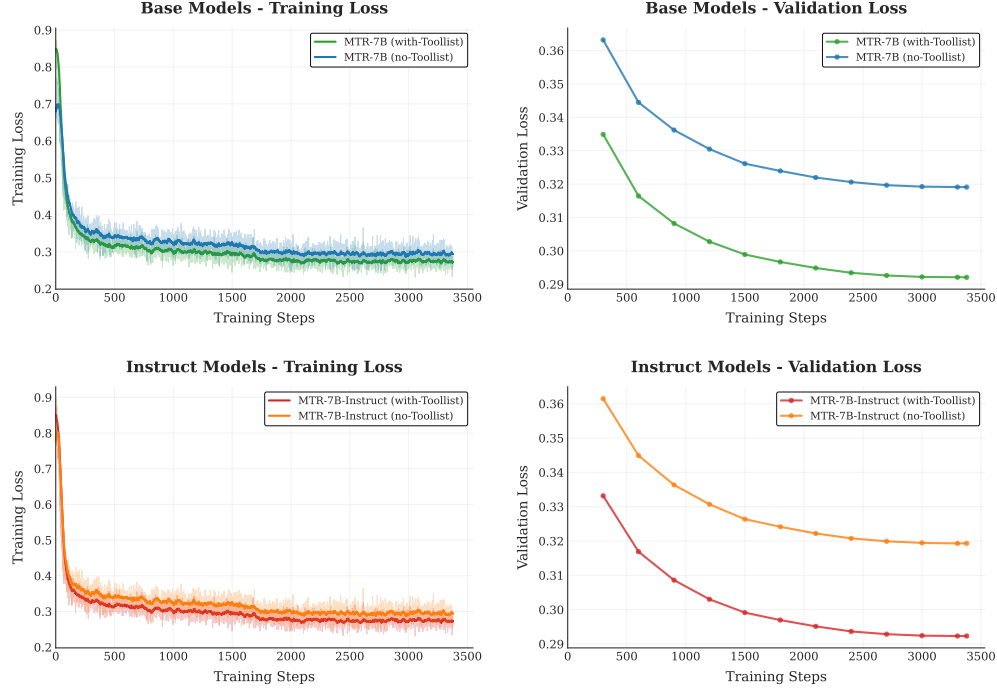 Base Models - Training Loss
0.9
0.8
0.7
0.6
0.5
0.4
0.3
0.2
Training Loss
MTR-7B (with-Toollist)
MTR-7B (no-Toollist)
0 500 1000 1500 2000 2500 3000 3500
Training Steps
Base Models - Validation Loss
0.36
0.35
0.34
0.33
0.32
0.31
0.30
0.29
Validation Loss
MTR-7B (with-Toollist)
MTR-7B (no-Toollist)
0 500 1000 1500 2000 2500 3000 3500
Training Steps
Instruct Models - Training Loss
0.9
0.8
0.7
0.6
0.5
0.4
0.3
0.2
Training Loss
MTR-7B-Instruct (with-Toollist)
MTR-7B-Instruct (no-Toollist)
0 500 1000 1500 2000 2500 3000 3500
Training Steps
Instruct Models - Validation Loss
0.36
0.35
0.34
0.33
0.32
0.31
0.30
0.29
Validation Loss
MTR-7B-Instruct (with-Toollist)
MTR-7B-Instruct (no-Toollist)
0 500 1000 1500 2000 2500 3000 3500
Training Steps